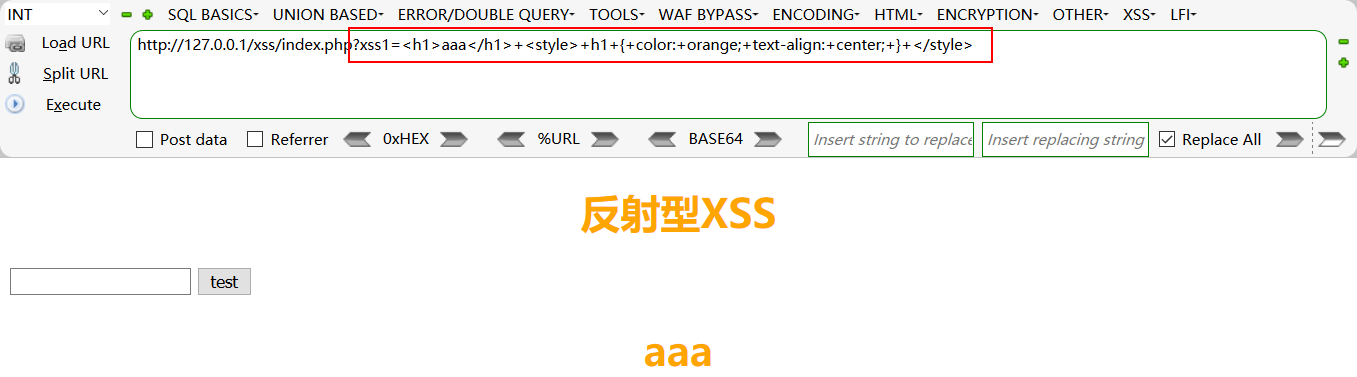 INT SQL BASICS UNION BASED ERROR/DOUBLE QUERY TOOLS WAF BYPASS ENCODING HTML ENCRYPTION OTHER XSS LFI
Load URL http://127.0.0.1/xss/index.php?xss1=<h1>aaa</h1>+<style>+h1+{+color:+orange;+text-align:+center;+}+</style>
Split URL
Execute
Post data Referrer 0xHEX %URL BASE64 Insert string to replace Insert replacing string Replace All
反射型XSS
test
aaa